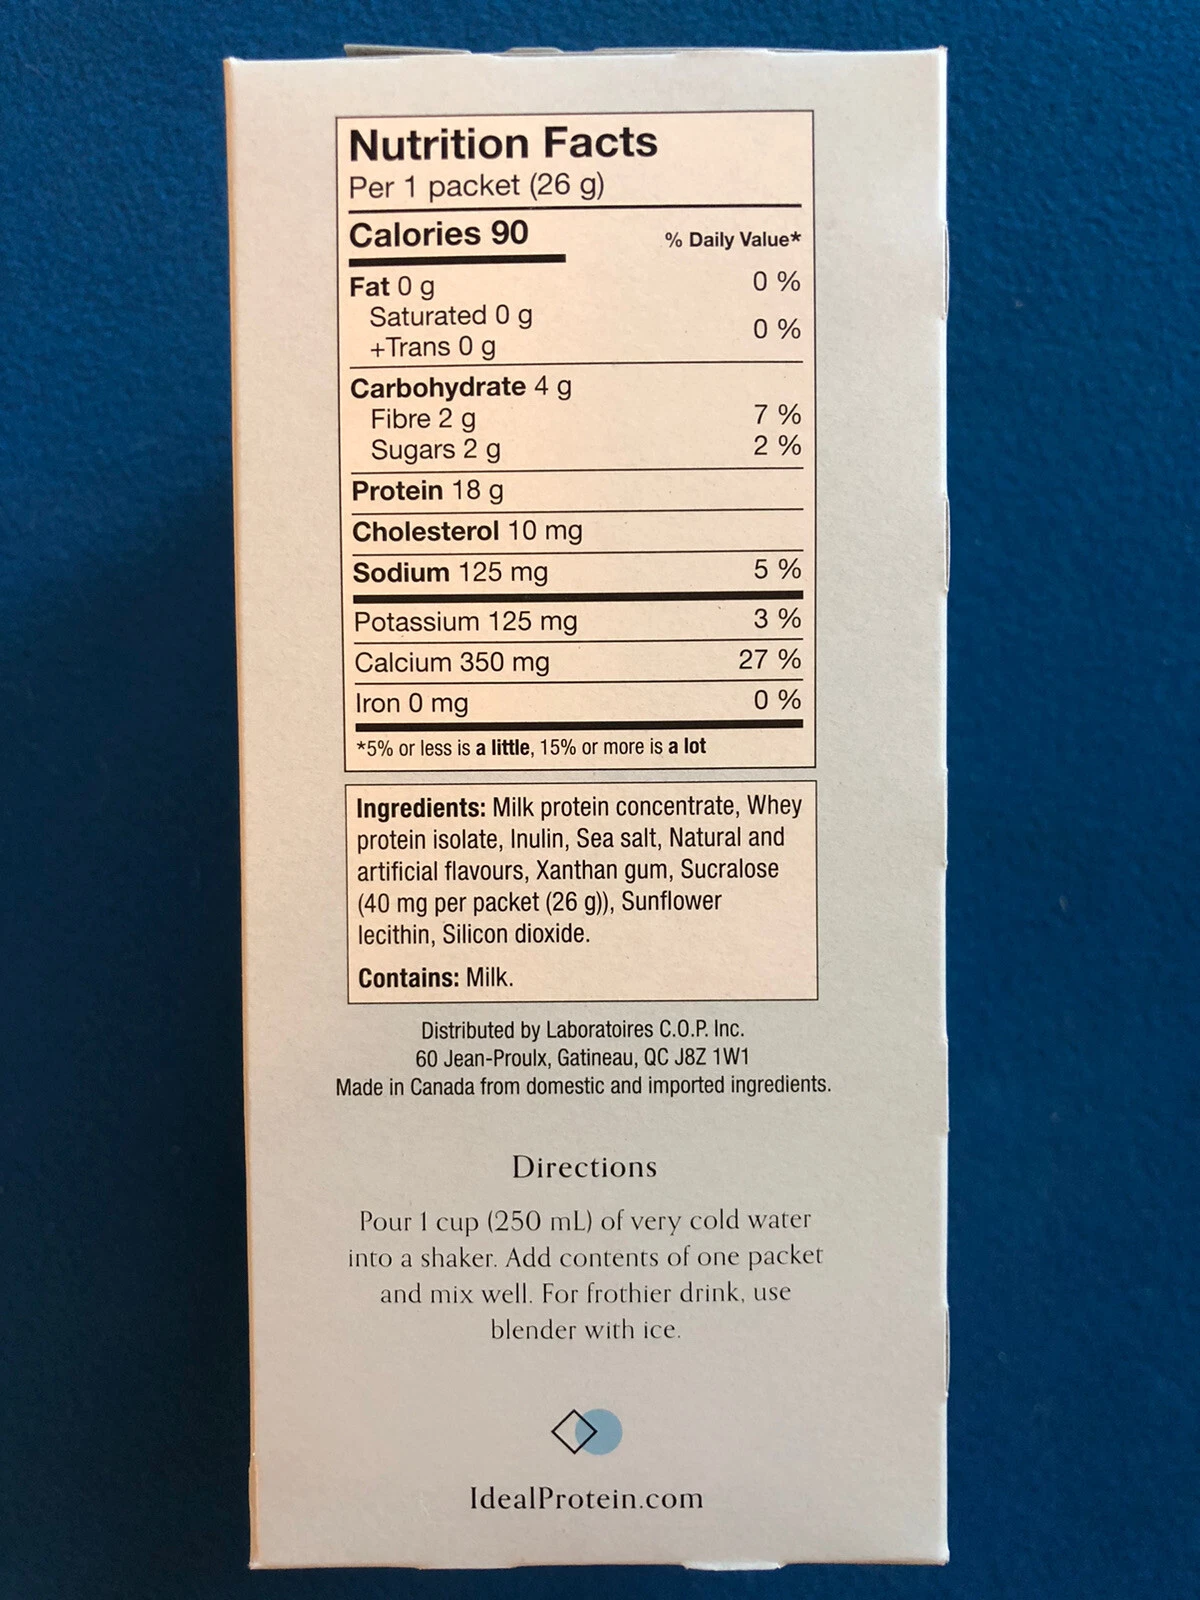 Nutrition Facts
Per 1 packet (26 g)
Calories 90
% Daily Value*
Fat 0 g 0 %
Saturated 0 g
+Trans 0 g 0 %
Carbohydrate 4 g
Fibre 2 g 7 %
Sugars 2 g 2 %
Protein 18 g
Cholesterol 10 mg
Sodium 125 mg 5 %
Potassium 125 mg 3 %
Calcium 350 mg 27 %
Iron 0 mg 0 %
*5% or less is a little, 15% or more is a lot
Ingredients: Milk protein concentrate, Whey
protein isolate, Inulin, Sea salt, Natural and
artificial flavours, Xanthan gum, Sucralose
(40 mg per packet (26 g)), Sunflower
lecithin, Silicon dioxide.
Contains: Milk.
Distributed by Laboratoires C.O.P. Inc.
60 Jean-Proulx, Gatineau, QC J8Z 1W1
Made in Canada from domestic and imported ingredients.
Directions
Pour 1 cup (250 mL) of very cold water
into a shaker. Add contents of one packet
and mix well. For frothier drink, use
blender with ice.
IdealProtein.com